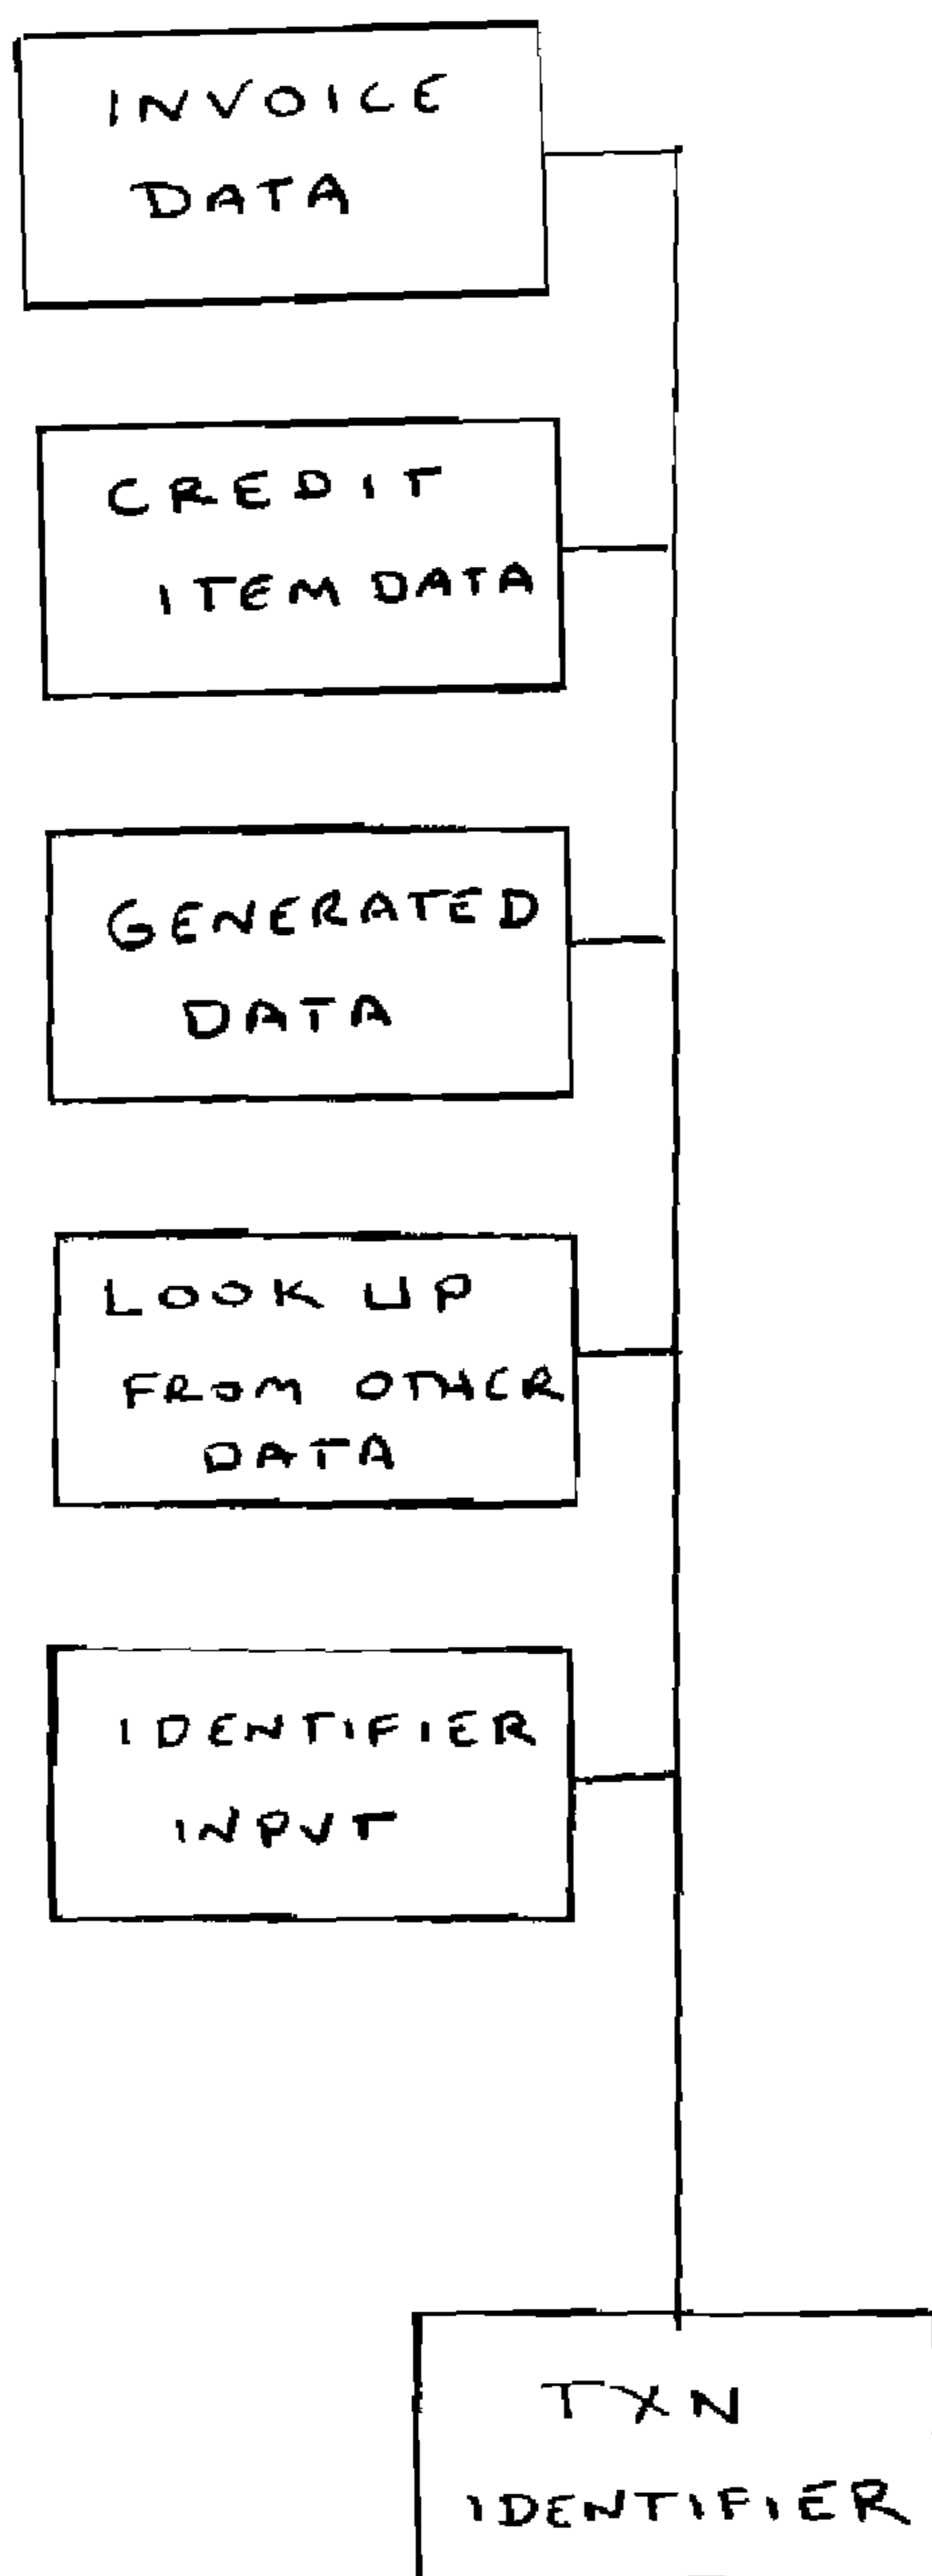 INVOICE
DATA
CREDIT
ITEM DATA
GENERATED
DATA
LOOK UP
FROM OTHER
DATA
IDENTIFIER
INPUT
TXN
IDENTIFIER